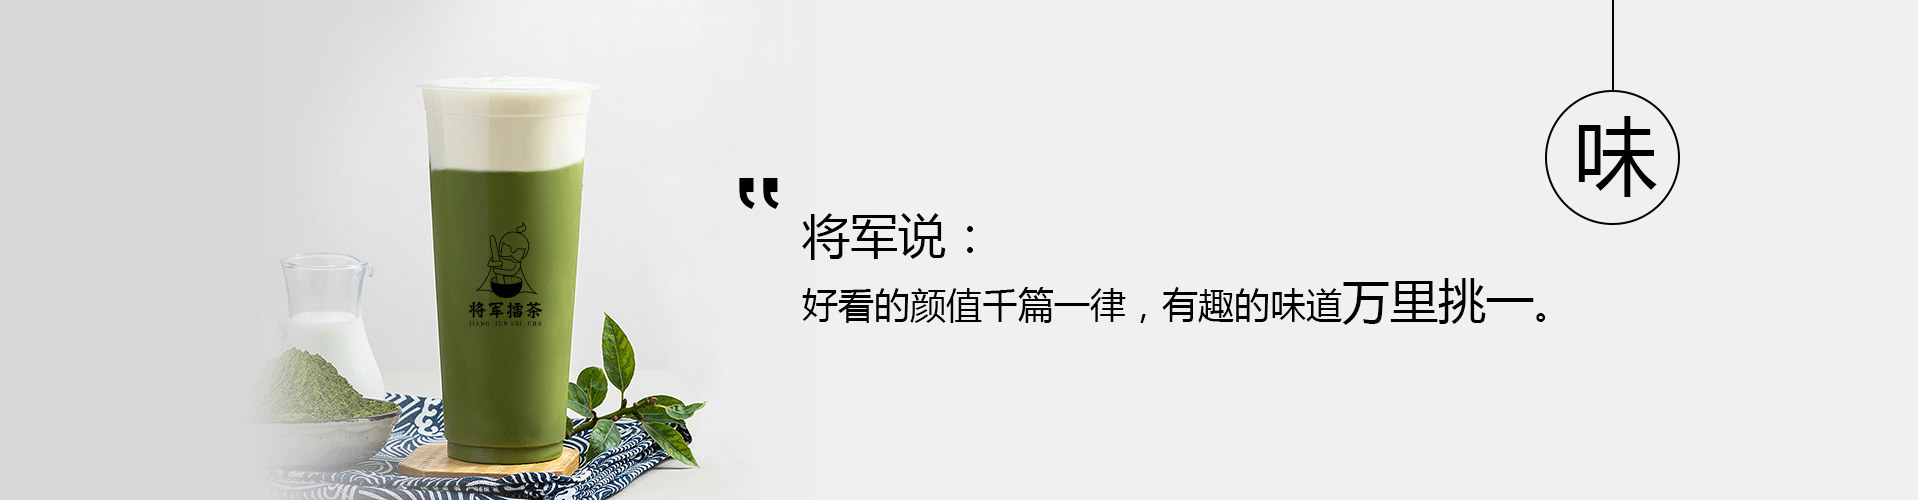 味
"
将军说：
好看的颜值千篇一律，有趣的味道万里挑一。
将军擂茶
JIANG JUN LEI CHA